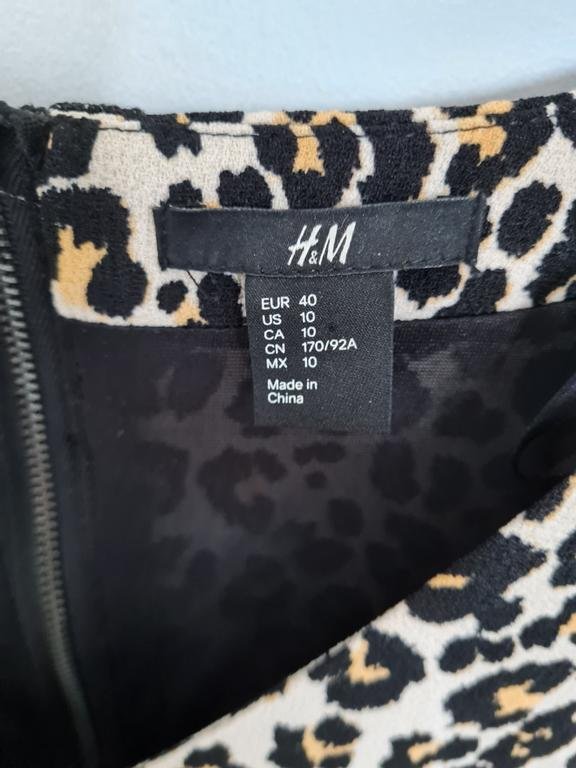 H&M
EUR 40
US 10
CA 10
CN 170/92A
MX 10
Made in
China